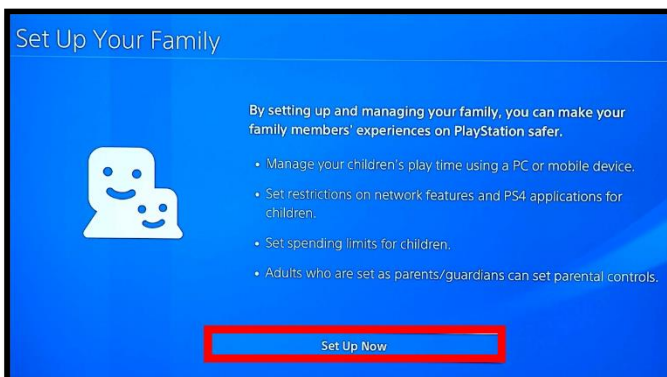 Set Up Your Family
By setting up and managing your family, you can make your
family members' experiences on PlayStation safer.
• Manage your children's play time using a PC or mobile device.
• Set restrictions on network features and PS4 applications for
children.
• Set spending limits for children.
• Adults who are set as parents/guardians can set parental controls.
Set Up Now